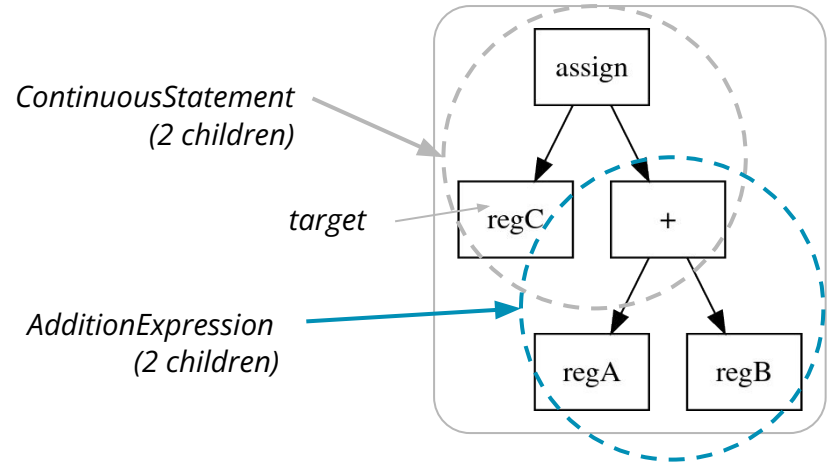 assign
ContinuousStatement
(2 children)
target
regC
+
AdditionExpression
(2 children)
regA
regB